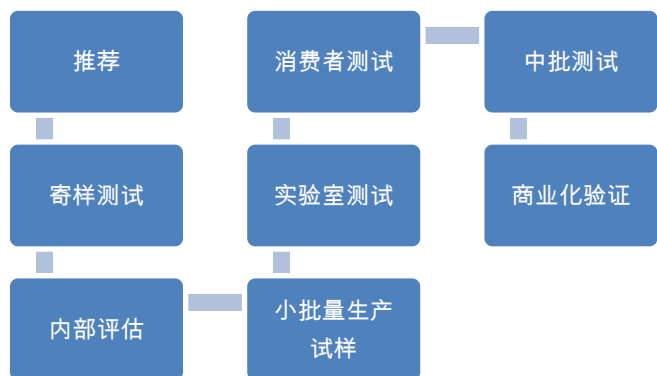 推荐
寄样测试
内部评估
小批量生产
试样
实验室测试
消费者测试
中批测试
商业化验证